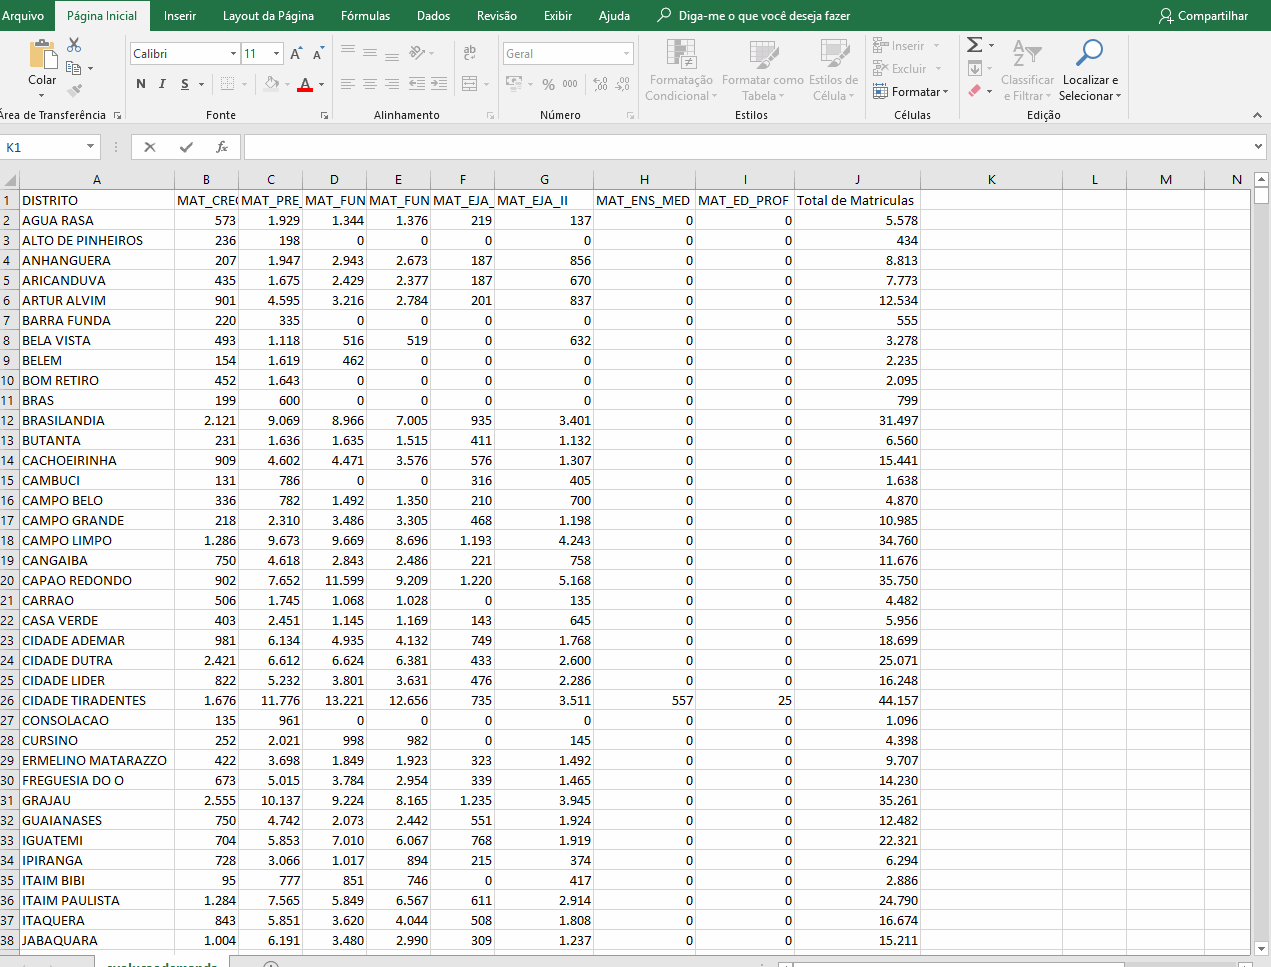 Arquivo Página Inicial Inserir Layout da Página Fórmulas Dados Revisão Exibir Ajuda Diga-me o que você deseja fazer Compartilhar
Colar
Calibri 11
N I S A
ab c
Geral
% 000
Formatação Condicional
Formatar como Tabela
Estilos de Célula
Inserir
Excluir
Formatar
Classificar e Filtrar
Localizar e Selecionar
Área de Transferência Fonte Alinhamento Número Estilos Células Edição
K1 fx
A B C D E F G H I J K L M N
1 DISTRITO MAT_CREC MAT_PRE_ MAT_FUN MAT_FUN MAT_EJA_ MAT_EJA_II MAT_ENS_MED MAT_ED_PROF Total de Matriculas
2 AGUA RASA 573 1.929 1.344 1.376 219 137 0 0 5.578
3 ALTO DE PINHEIROS 236 198 0 0 0 0 0 0 434
4 ANHANGUERA 207 1.947 2.943 2.673 187 856 0 0 8.813
5 ARICANDUVA 435 1.675 2.429 2.377 187 670 0 0 7.773
6 ARTUR ALVIM 901 4.595 3.216 2.784 201 837 0 0 12.534
7 BARRA FUNDA 220 335 0 0 0 0 0 0 555
8 BELA VISTA 493 1.118 516 519 0 632 0 0 3.278
9 BELEM 154 1.619 462 0 0 0 0 0 2.235
10 BOM RETIRO 452 1.643 0 0 0 0 0 0 2.095
11 BRAS 199 600 0 0 0 0 0 0 799
12 BRASILANDIA 2.121 9.069 8.966 7.005 935 3.401 0 0 31.497
13 BUTANTA 231 1.636 1.635 1.515 411 1.132 0 0 6.560
14 CACHOEIRINHA 909 4.602 4.471 3.576 576 1.307 0 0 15.441
15 CAMBUCI 131 786 0 0 316 405 0 0 1.638
16 CAMPO BELO 336 782 1.492 1.350 210 700 0 0 4.870
17 CAMPO GRANDE 218 2.310 3.486 3.305 468 1.198 0 0 10.985
18 CAMPO LIMPO 1.286 9.673 9.669 8.696 1.193 4.243 0 0 34.760
19 CANGAIBA 750 4.618 2.843 2.486 221 758 0 0 11.676
20 CAPAO REDONDO 902 7.652 11.599 9.209 1.220 5.168 0 0 35.750
21 CARRAO 506 1.745 1.068 1.028 0 135 0 0 4.482
22 CASA VERDE 403 2.451 1.145 1.169 143 645 0 0 5.956
23 CIDADE ADEMAR 981 6.134 4.935 4.132 749 1.768 0 0 18.699
24 CIDADE DUTRA 2.421 6.612 6.624 6.381 433 2.600 0 0 25.071
25 CIDADE LIDER 822 5.232 3.801 3.631 476 2.286 0 0 16.248
26 CIDADE TIRADENTES 1.676 11.776 13.221 12.656 735 3.511 557 25 44.157
27 CONSOLACAO 135 961 0 0 0 0 0 0 1.096
28 CURSINO 252 2.021 998 982 0 145 0 0 4.398
29 ERMELINO MATARAZZO 422 3.698 1.849 1.923 323 1.492 0 0 9.707
30 FREGUESIA DO O 673 5.015 3.784 2.954 339 1.465 0 0 14.230
31 GRAJAU 2.555 10.137 9.224 8.165 1.235 3.945 0 0 35.261
32 GUAIANASES 750 4.742 2.073 2.442 551 1.924 0 0 12.482
33 IGUATEMI 704 5.853 7.010 6.067 768 1.919 0 0 22.321
34 IPIRANGA 728 3.066 1.017 894 215 374 0 0 6.294
35 ITAIM BIBI 95 777 851 746 0 417 0 0 2.886
36 ITAIM PAULISTA 1.284 7.565 5.849 6.567 611 2.914 0 0 24.790
37 ITAQUERA 843 5.851 3.620 4.044 508 1.808 0 0 16.674
38 JABAQUARA 1.004 6.191 3.480 2.990 309 1.237 0 0 15.211